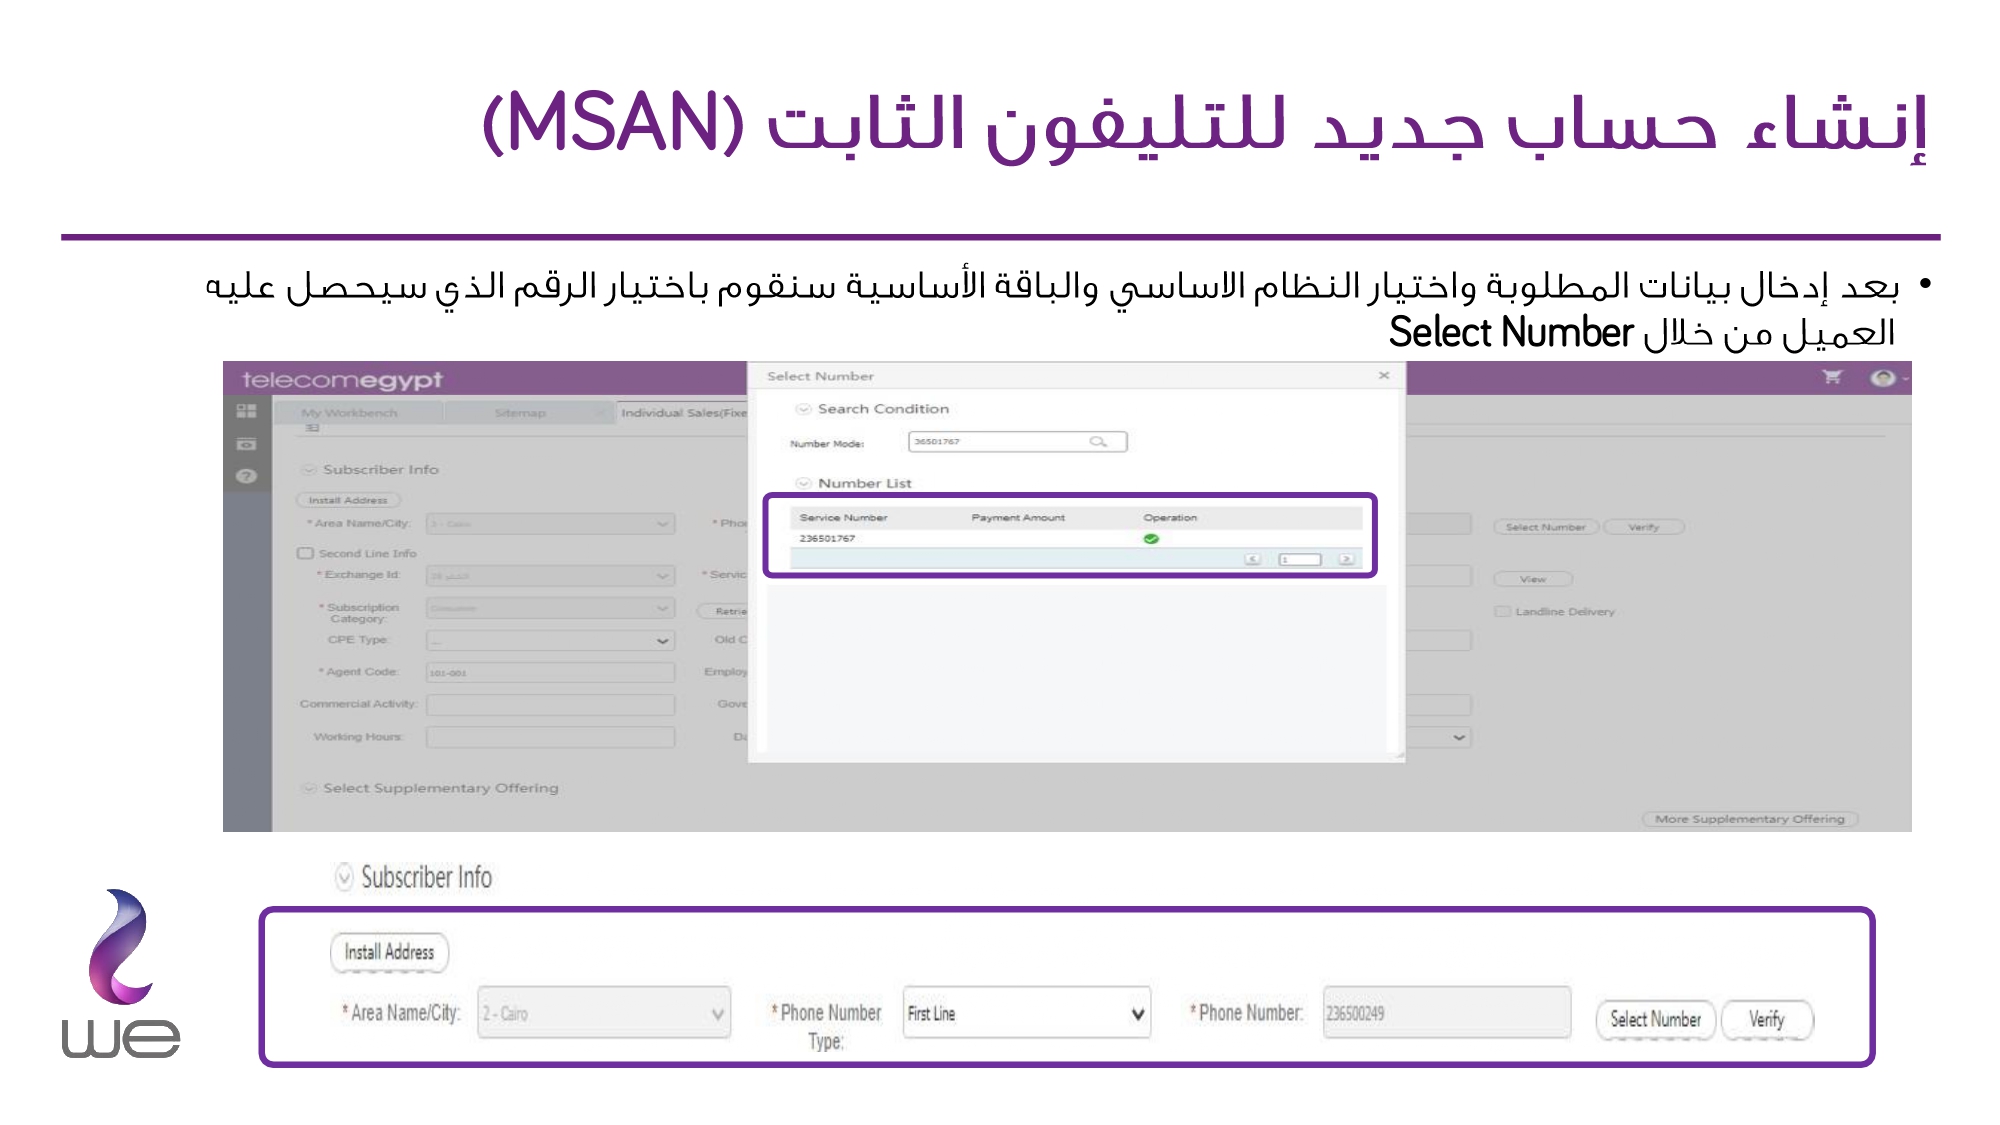 إنشاء حساب جديد للتليفون الثابت (MSAN)
• بعد إدخال بيانات المطلوبة واختيار النظام الاساسي والباقة الأساسية سنقوم باختيار الرقم الذي سيحصل عليه
العميل من خلال Select Number
telecomegypt
Select Number ×
My Workbench Sitemap × Individual Sales(Fixe
Search Condition
Number Mode: 36501767
Subscriber Info
Number List
Install Address
Service Number Payment Amount Operation
* Area Name/City: 2 - Cairo * Phon Select Number Verify
236501767
Second Line Info
1
* Exchange Id: * Servic View
* Subscription
Category: Consumer Retrie Landline Delivery
CPE Type: -- Old C
* Agent Code: 101-001 Employ
Commercial Activity: Gove
Working Hours: Da
Select Supplementary Offering
More Supplementary Offering
Subscriber Info
Install Address
* Area Name/City: 2 - Cairo * Phone Number
Type: First Line * Phone Number: 236500249 Select Number Verify
we